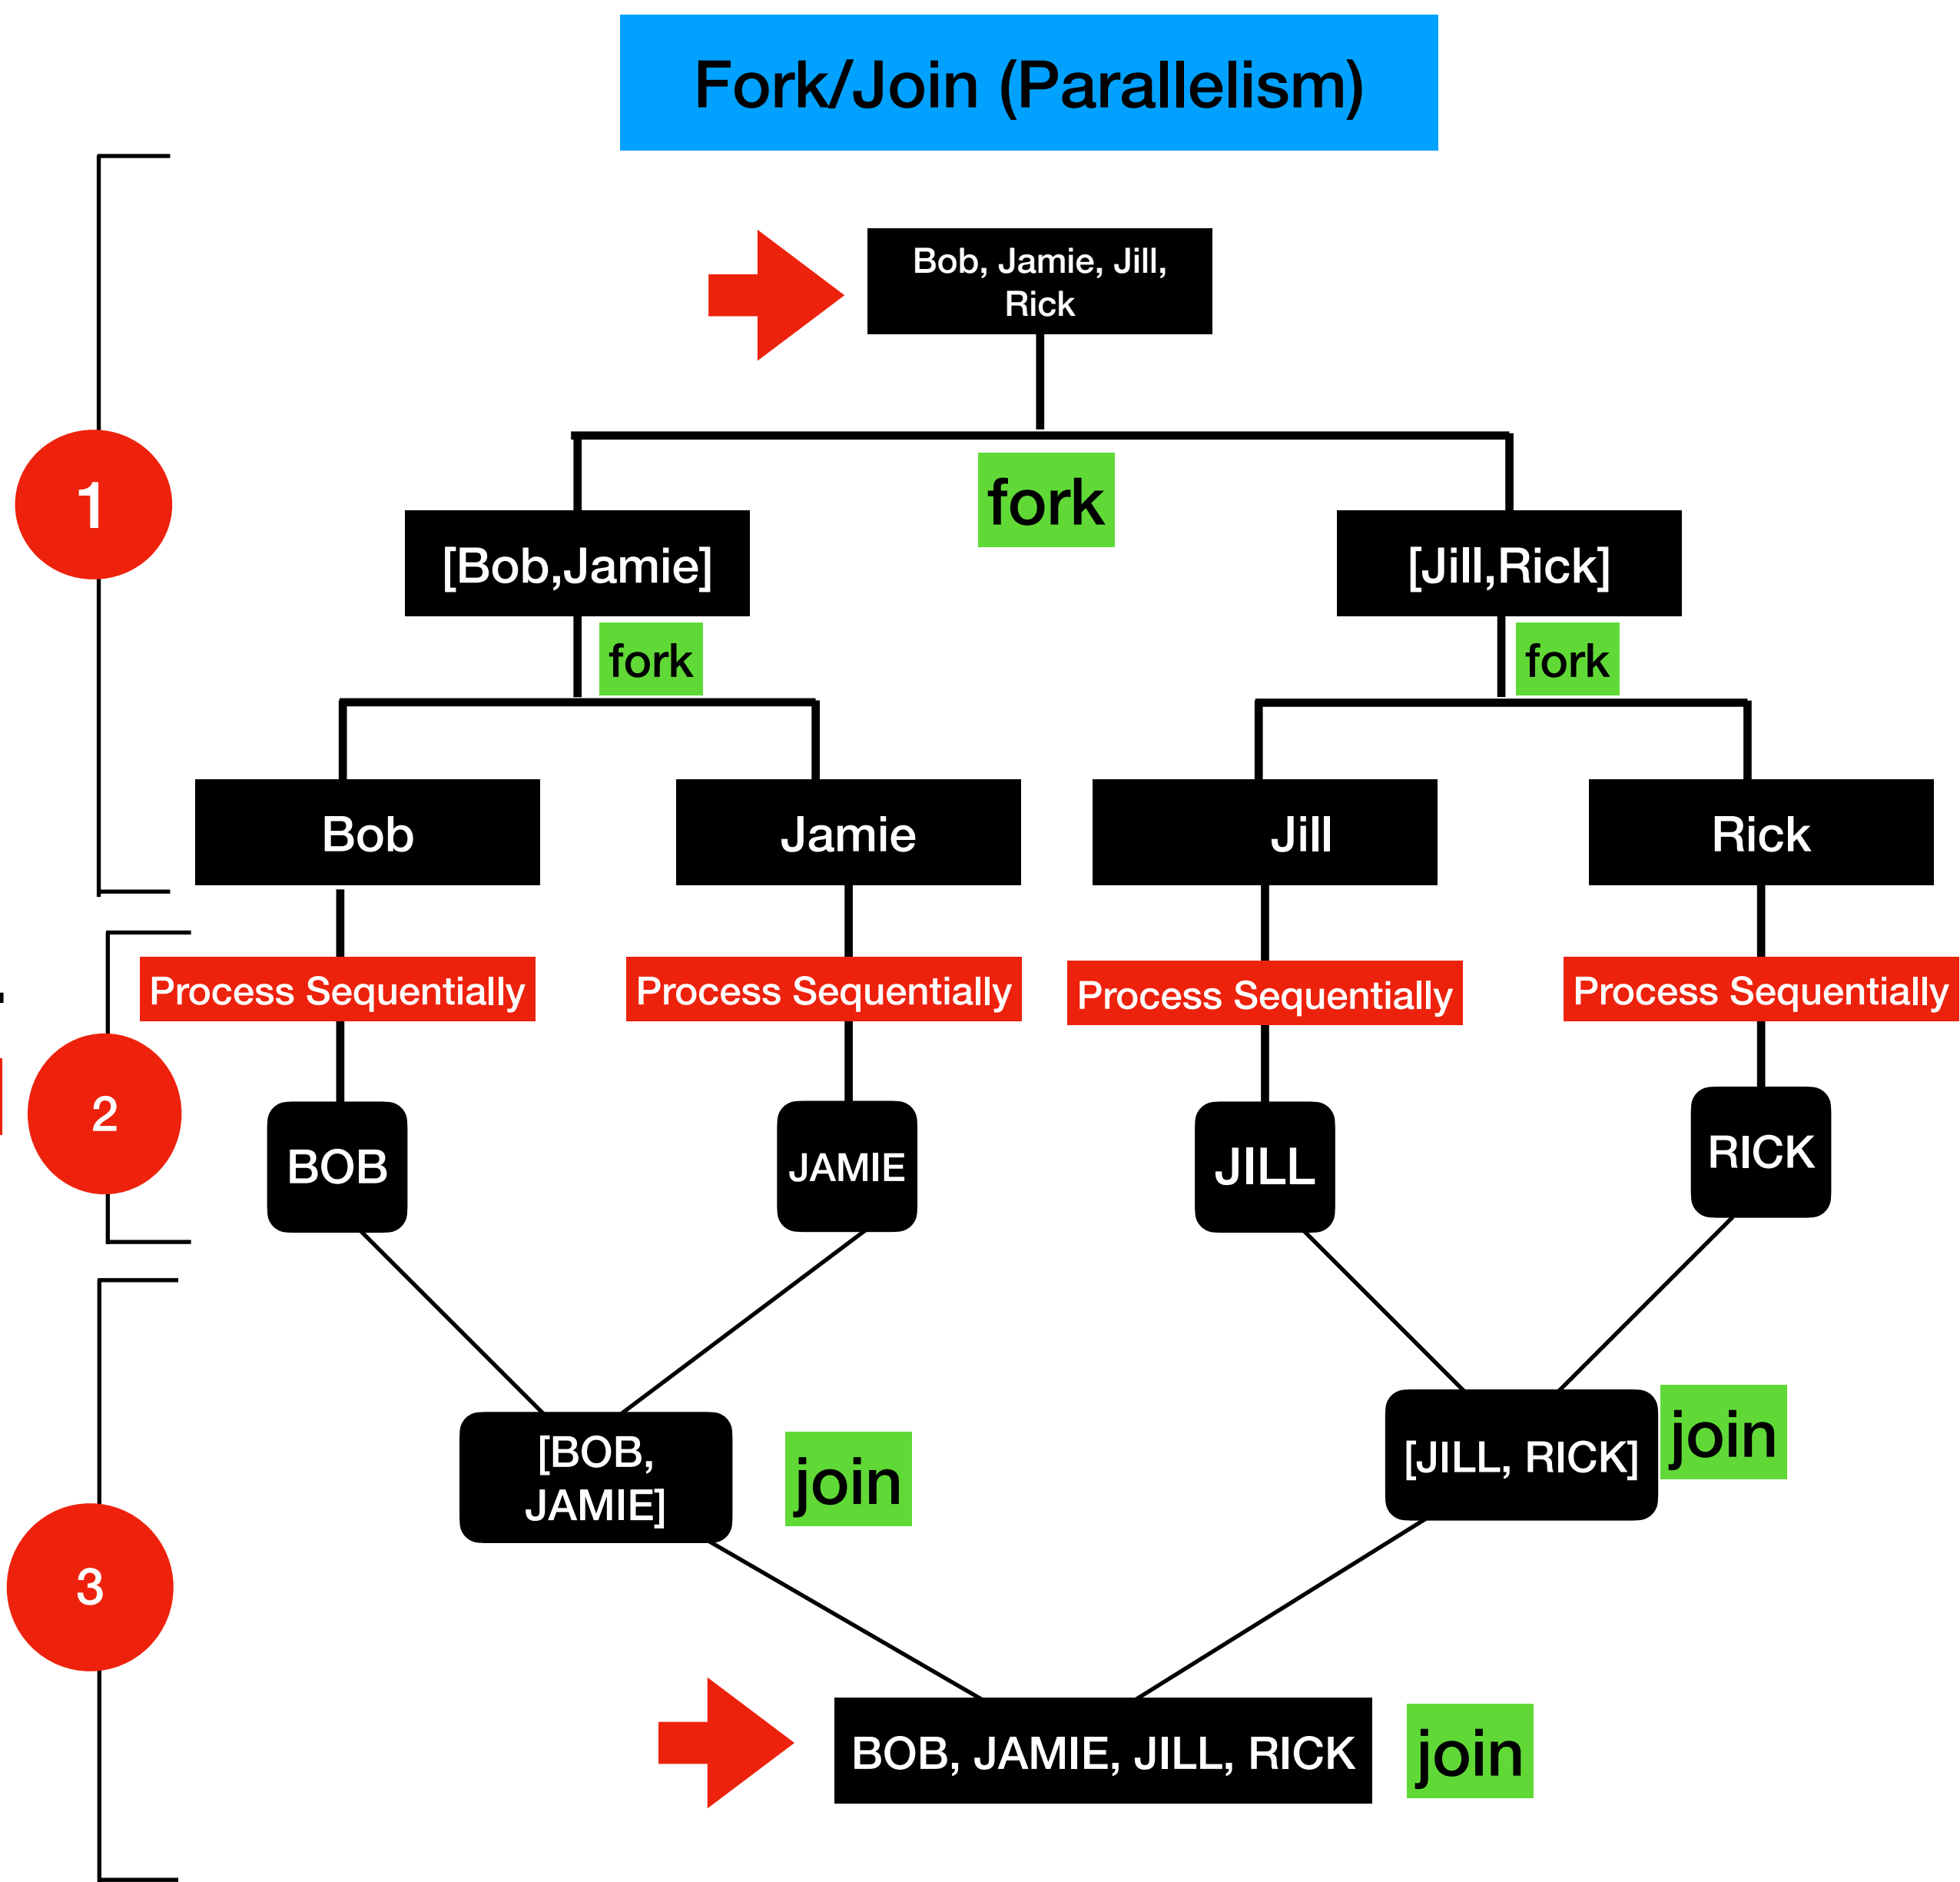 Fork/Join (Parallelism)
Bob, Jamie, Jill,
Rick
fork
1
[Bob,Jamie]
[Jill,Rick]
fork
fork
Bob
Jamie
Jill
Rick
Process Sequentially
Process Sequentially
Process Sequentially
Process Sequentially
2
BOB
JAMIE
JILL
RICK
[BOB,
JAMIE]
join
[JILL, RICK]
join
3
BOB, JAMIE, JILL, RICK
join